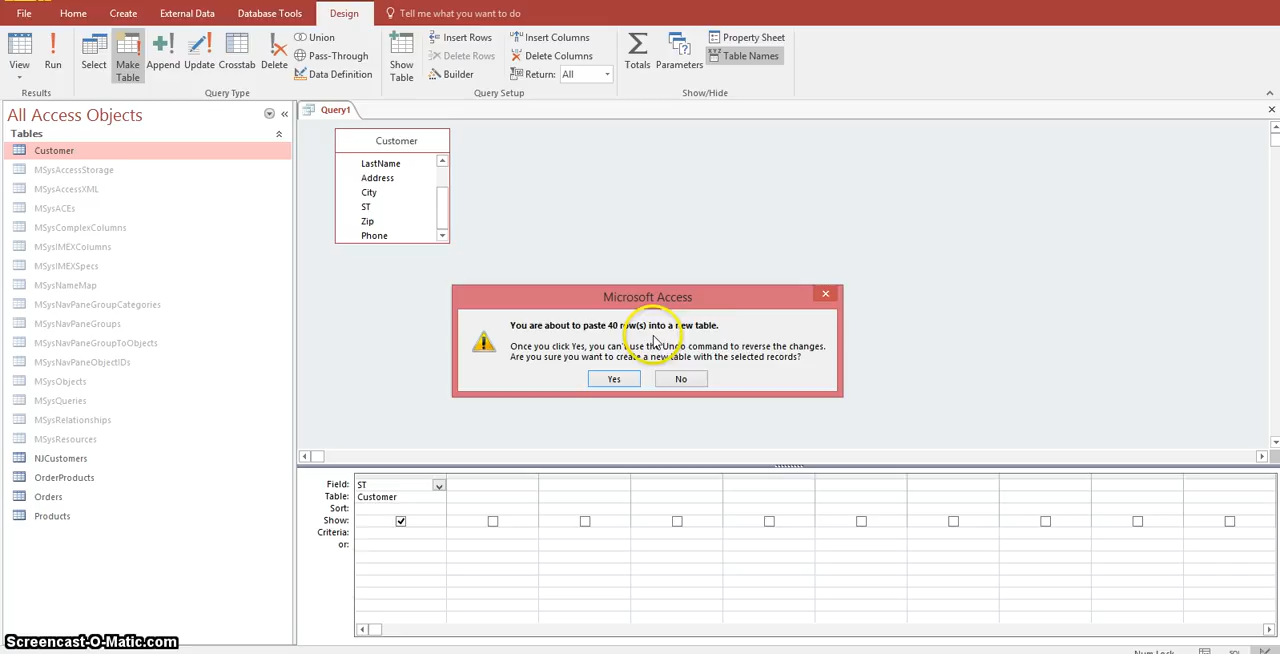 File Home Create External Data Database Tools Design Tell me what you want to do
View Run Select Make Table Append Update Crosstab Delete
Union
Pass-Through
Data Definition
Show Table
Insert Rows
Delete Rows
Builder
Insert Columns
Delete Columns
Return: All
Totals Parameters
Property Sheet
Table Names
Results Query Type Query Setup Show/Hide
All Access Objects
Tables
Customer
MSysAccessStorage
MSysAccessXML
MSysACEs
MSysComplexColumns
MSysIMEXColumns
MSysIMEXSpecs
MSysNameMap
MSysNavPaneGroupCategories
MSysNavPaneGroups
MSysNavPaneGroupToObjects
MSysNavPaneObjectIDs
MSysObjects
MSysQueries
MSysRelationships
MSysResources
NJCustomers
OrderProducts
Orders
Products
Query1
Customer
LastName
Address
City
ST
Zip
Phone
Microsoft Access
You are about to paste 40 row(s) into a new table.
Once you click Yes, you can't use the Undo command to reverse the changes.
Are you sure you want to create a new table with the selected records?
Yes No
Field: ST
Table: Customer
Sort:
Show:
Criteria:
or:
Screencast-O-Matic.com
Num Lock